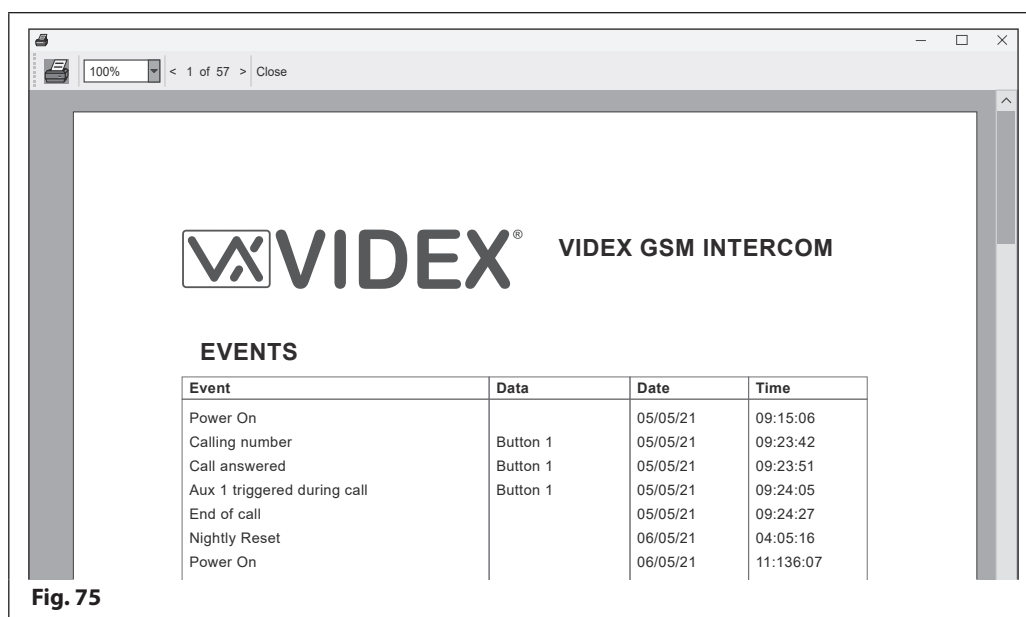 100% < 1 of 57 > Close
VIDEX® VIDEX GSM INTERCOM
EVENTS
Event Data Date Time
Power On 05/05/21 09:15:06
Calling number Button 1 05/05/21 09:23:42
Call answered Button 1 05/05/21 09:23:51
Aux 1 triggered during call Button 1 05/05/21 09:24:05
End of call 05/05/21 09:24:27
Nightly Reset 06/05/21 04:05:16
Power On 06/05/21 11:136:07
Fig. 75